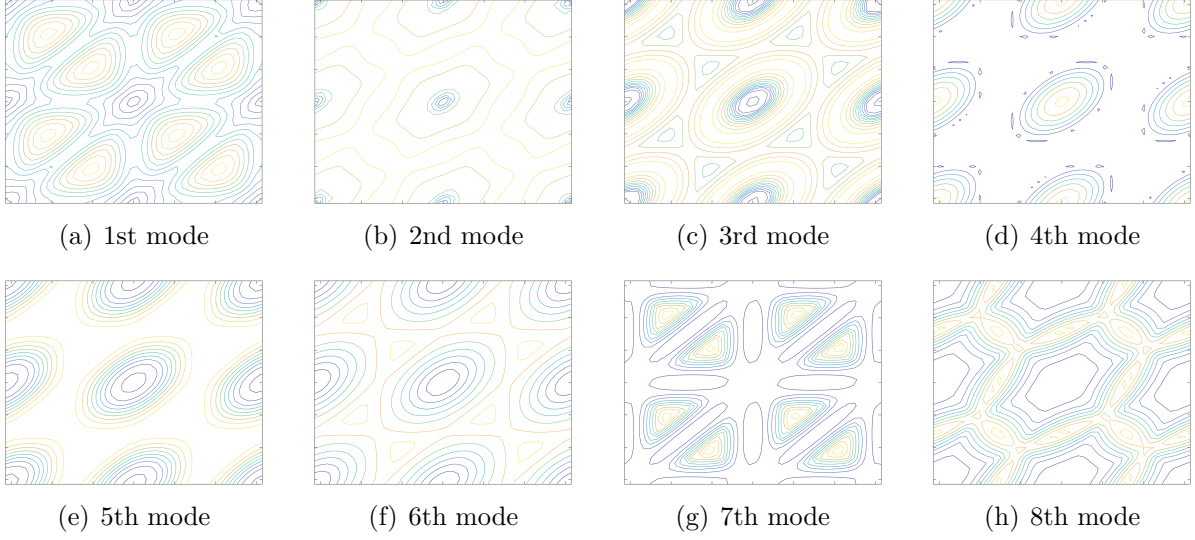 (a) 1st mode
(b) 2nd mode
(c) 3rd mode
(d) 4th mode
(e) 5th mode
(f) 6th mode
(g) 7th mode
(h) 8th mode